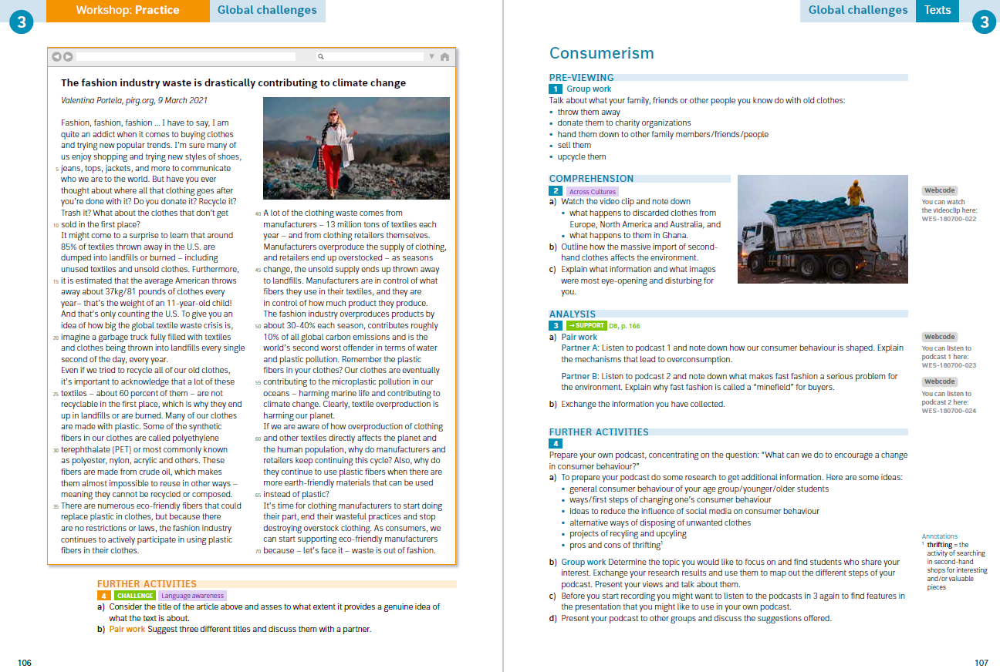 3
Workshop: Practice
Global challenges
The fashion industry waste is drastically contributing to climate change
Valentina Portela, pirg.org, 9 March 2021
Fashion, fashion, fashion ... I have to say, I am
quite an addict when it comes to buying clothes
and trying new popular trends. I'm sure many of
us enjoy shopping and trying new styles of shoes,
5 jeans, tops, jackets, and more to communicate
who we are to the world. But have you ever
thought about where all that clothing goes after
you're done with it? Do you donate it? Recycle it?
Trash it? What about the clothes that don't get
10 sold in the first place?
It might come to a surprise to learn that around
85% of textiles thrown away in the U.S. are
dumped into landfills or burned – including
unused textiles and unsold clothes. Furthermore,
15 it is estimated that the average American throws
away about 37kg/81 pounds of clothes every
year– that's the weight of an 11-year-old child!
And that's only counting the U.S. To give you an
idea of how big the global textile waste crisis is,
20 imagine a garbage truck fully filled with textiles
and clothes being thrown into landfills every single
second of the day, every year.
Even if we tried to recycle all of our old clothes,
it's important to acknowledge that a lot of these
25 textiles – about 60 percent of them – are not
recyclable in the first place, which is why they end
up in landfills or are burned. Many of our clothes
are made with plastic. Some of the synthetic
fibers in our clothes are called polyethylene
30 terephthalate (PET) or most commonly known
as polyester, nylon, acrylic and others. These
fibers are made from crude oil, which makes
them almost impossible to reuse in other ways –
meaning they cannot be recycled or composed.
35 There are numerous eco-friendly fibers that could
replace plastic in clothes, but because there
are no restrictions or laws, the fashion industry
continues to actively participate in using plastic
fibers in their clothes.
40 A lot of the clothing waste comes from
manufacturers – 13 million tons of textiles each
year – and from clothing retailers themselves.
Manufacturers overproduce the supply of clothing,
and retailers end up overstocked – as seasons
45 change, the unsold supply ends up thrown away
to landfills. Manufacturers are in control of what
fibers they use in their textiles, and they are
in control of how much product they produce.
The fashion industry overproduces products by
50 about 30-40% each season, contributes roughly
10% of all global carbon emissions and is the
world's second worst offender in terms of water
and plastic pollution. Remember the plastic
fibers in your clothes? Our clothes are eventually
55 contributing to the microplastic pollution in our
oceans – harming marine life and contributing to
climate change. Clearly, textile overproduction is
harming our planet.
If we are aware of how overproduction of clothing
60 and other textiles directly affects the planet and
the human population, why do manufacturers and
retailers keep continuing this cycle? Also, why do
they continue to use plastic fibers when there are
more earth-friendly materials that can be used
65 instead of plastic?
It's time for clothing manufacturers to start doing
their part, end their wasteful practices and stop
destroying overstock clothing. As consumers, we
can start supporting eco-friendly manufacturers
70 because – let's face it – waste is out of fashion.
FURTHER ACTIVITIES
4 CHALLENGE Language awareness
a) Consider the title of the article above and asses to what extent it provides a genuine idea of
what the text is about.
b) Pair work Suggest three different titles and discuss them with a partner.
106
Global challenges
Texts
3
Consumerism
PRE-VIEWING
1 Group work
Talk about what your family, friends or other people you know do with old clothes:
• throw them away
• donate them to charity organizations
• hand them down to other family members/friends/people
• sell them
• upcycle them
COMPREHENSION
2 Across Cultures
a) Watch the video clip and note down
• what happens to discarded clothes from
Europe, North America and Australia, and
• what happens to them in Ghana.
b) Outline how the massive import of second-
hand clothes affects the environment.
c) Explain what information and what images
were most eye-opening and disturbing for
you.
Webcode
You can watch
the videoclip here:
WES-180700-022
ANALYSIS
3 → SUPPORT D8, p. 166
a) Pair work
Partner A: Listen to podcast 1 and note down how our consumer behaviour is shaped. Explain
the mechanisms that lead to overconsumption.
Partner B: Listen to podcast 2 and note down what makes fast fashion a serious problem for
the environment. Explain why fast fashion is called a "minefield" for buyers.
b) Exchange the information you have collected.
Webcode
You can listen to
podcast 1 here:
WES-180700-023
Webcode
You can listen to
podcast 2 here:
WES-180700-024
FURTHER ACTIVITIES
4
Prepare your own podcast, concentrating on the question: "What can we do to encourage a change
in consumer behaviour?"
a) To prepare your podcast do some research to get additional information. Here are some ideas:
• general consumer behaviour of your age group/younger/older students
• ways/first steps of changing one's consumer behaviour
• ideas to reduce the influence of social media on consumer behaviour
• alternative ways of disposing of unwanted clothes
• projects of recyling and upcycling
• pros and cons of thrifting¹
b) Group work Determine the topic you would like to focus on and find students who share your
interest. Exchange your research results and use them to map out the different steps of your
podcast. Present your views and talk about them.
c) Before you start recording you might want to listen to the podcasts in 3 again to find features in
the presentation that you might like to use in your own podcast.
d) Present your podcast to other groups and discuss the suggestions offered.
Annotations
¹ thrifting = the
activity of searching
in second-hand
shops for interesting
and/or valuable
pieces
107